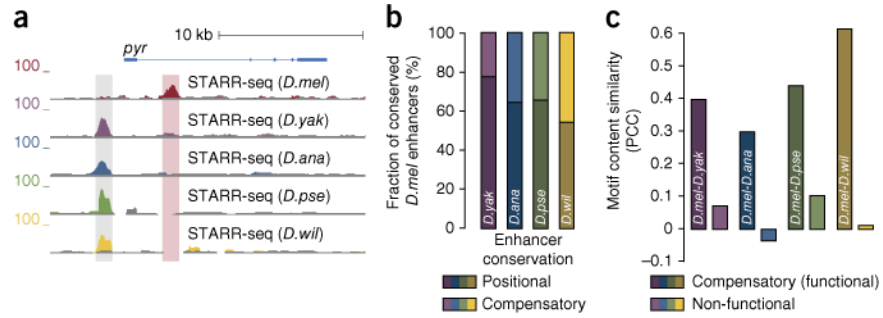 a
10 kb
pyr
100
STARR-seq (D.mel)
100
STARR-seq (D.yak)
100
STARR-seq (D.ana)
100
STARR-seq (D.pse)
100
STARR-seq (D.wil)
b
Fraction of conserved
D.mel enhancers (%)
100
80
60
40
20
0
D.yak
D.ana
D.pse
D.wil
Enhancer
conservation
Positional
Compensatory
c
Motif content similarity
(PCC)
0.6
0.5
0.4
0.3
0.2
0.1
0
−0.1
D.mel-D.yak
D.mel-D.ana
D.mel-D.pse
D.mel-D.wil
Compensatory (functional)
Non-functional